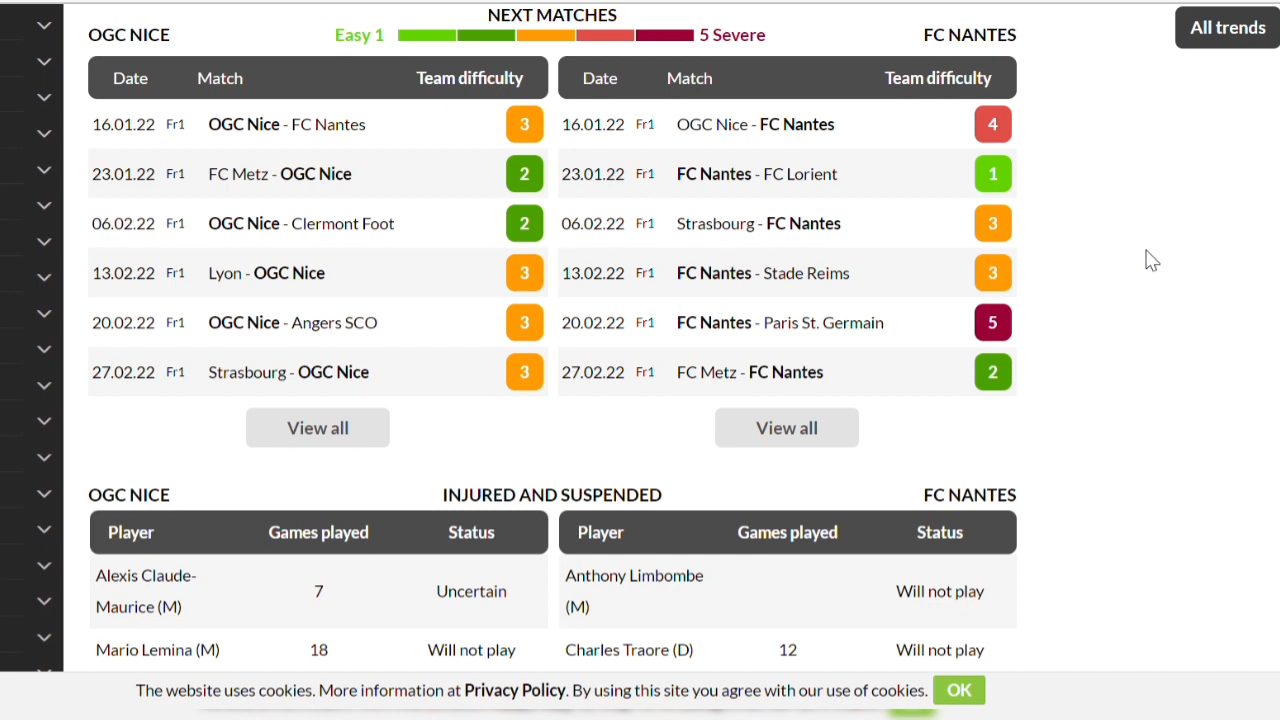 NEXT MATCHES
OGC NICE Easy 1 5 Severe FC NANTES
All trends
Date Match Team difficulty
16.01.22 Fr1 OGC Nice - FC Nantes 3
23.01.22 Fr1 FC Metz - OGC Nice 2
06.02.22 Fr1 OGC Nice - Clermont Foot 2
13.02.22 Fr1 Lyon - OGC Nice 3
20.02.22 Fr1 OGC Nice - Angers SCO 3
27.02.22 Fr1 Strasbourg - OGC Nice 3
View all
Date Match Team difficulty
16.01.22 Fr1 OGC Nice - FC Nantes 4
23.01.22 Fr1 FC Nantes - FC Lorient 1
06.02.22 Fr1 Strasbourg - FC Nantes 3
13.02.22 Fr1 FC Nantes - Stade Reims 3
20.02.22 Fr1 FC Nantes - Paris St. Germain 5
27.02.22 Fr1 FC Metz - FC Nantes 2
View all
OGC NICE INJURED AND SUSPENDED FC NANTES
Player Games played Status
Alexis Claude-
Maurice (M) 7 Uncertain
Mario Lemina (M) 18 Will not play
Player Games played Status
Anthony Limbombe
(M) Will not play
Charles Traore (D) 12 Will not play
The website uses cookies. More information at Privacy Policy. By using this site you agree with our use of cookies. OK